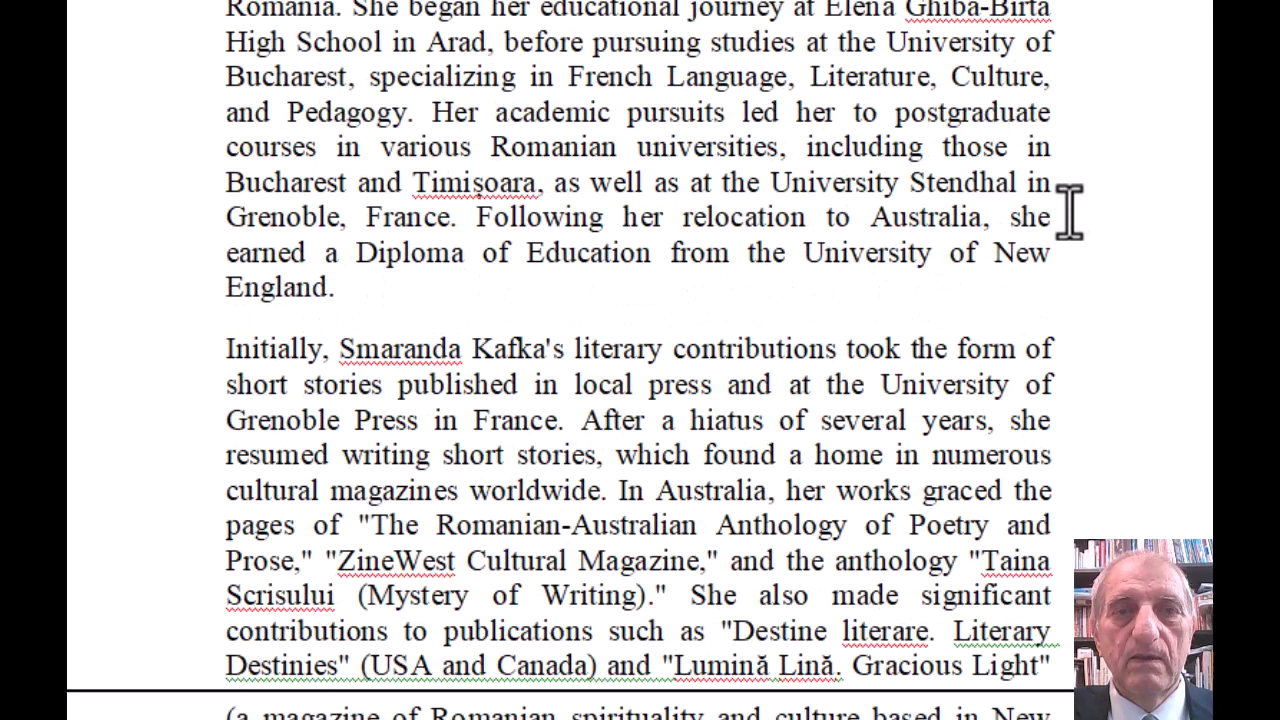 Romania. She began her educational journey at Elena Ghiba-Birta
High School in Arad, before pursuing studies at the University of
Bucharest, specializing in French Language, Literature, Culture,
and Pedagogy. Her academic pursuits led her to postgraduate
courses in various Romanian universities, including those in
Bucharest and Timișoara, as well as at the University Stendhal in
Grenoble, France. Following her relocation to Australia, she
earned a Diploma of Education from the University of New
England.
Initially, Smaranda Kafka's literary contributions took the form of
short stories published in local press and at the University of
Grenoble Press in France. After a hiatus of several years, she
resumed writing short stories, which found a home in numerous
cultural magazines worldwide. In Australia, her works graced the
pages of "The Romanian-Australian Anthology of Poetry and
Prose," "ZineWest Cultural Magazine," and the anthology "Taina
Scrisului (Mystery of Writing)." She also made significant
contributions to publications such as "Destine literare. Literary
Destinies" (USA and Canada) and "Lumină Lină. Gracious Light"
(a magazine of Romanian spirituality and culture based in New